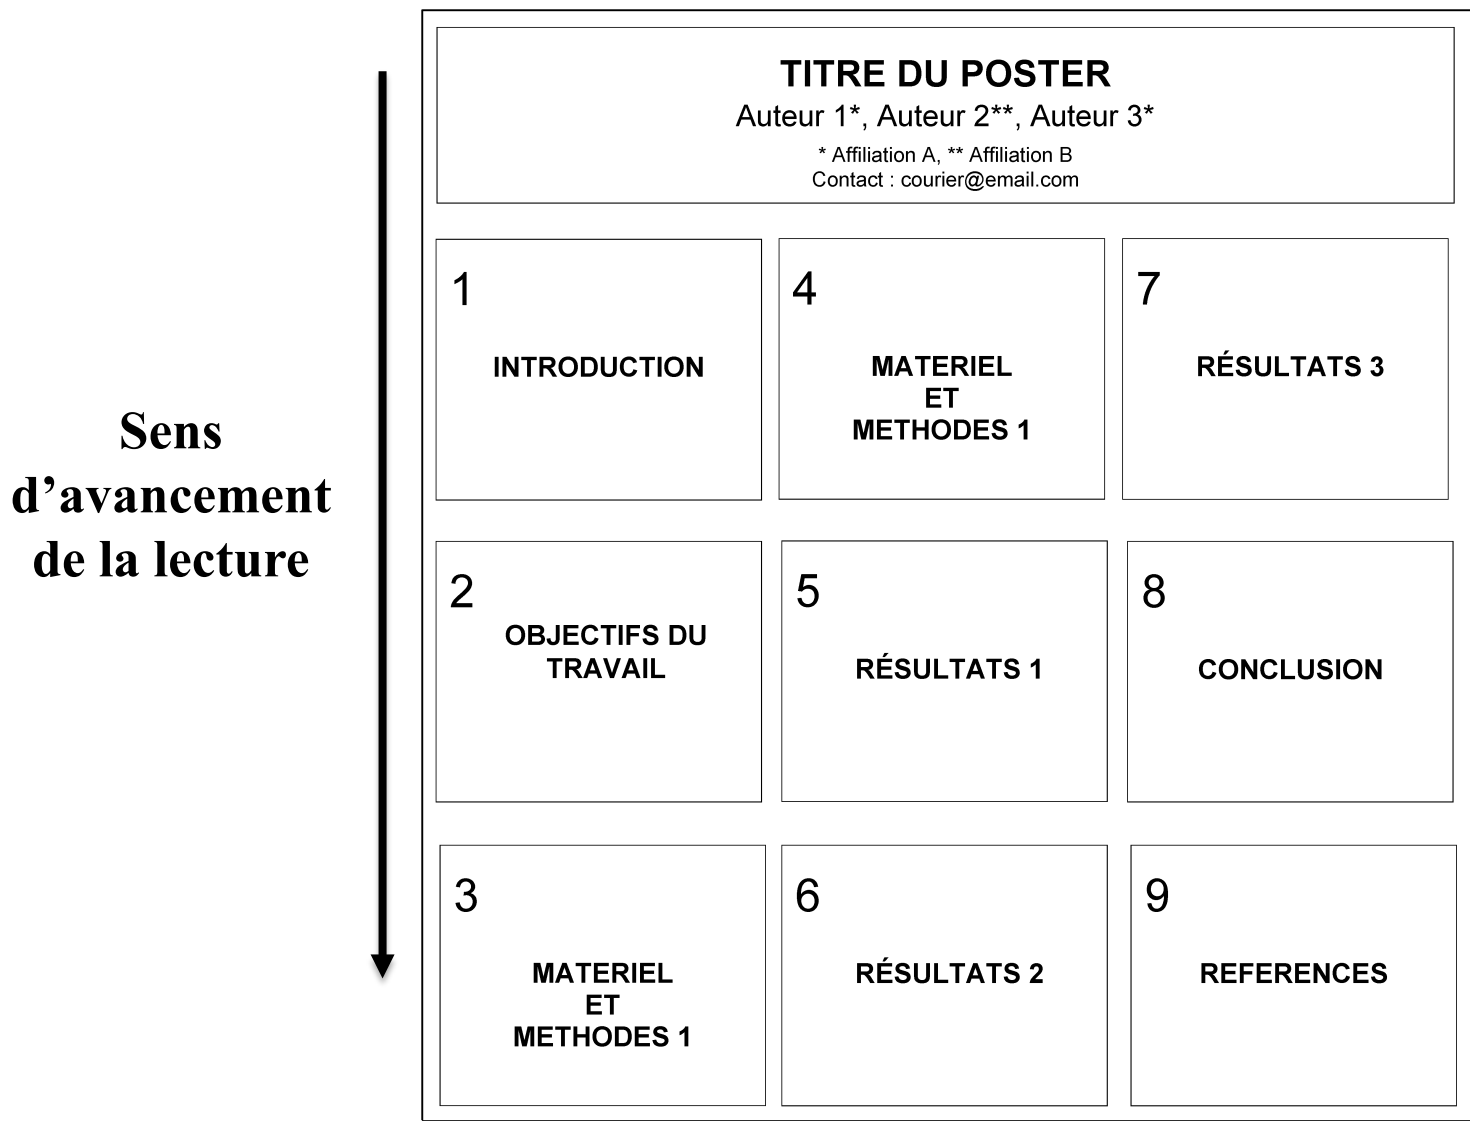 Sens
d’avancement
de la lecture
TITRE DU POSTER
Auteur 1*, Auteur 2**, Auteur 3*
* Affiliation A, ** Affiliation B
Contact : courier@email.com
1
INTRODUCTION
2
OBJECTIFS DU
TRAVAIL
3
MATERIEL
ET
METHODES 1
4
MATERIEL
ET
METHODES 1
5
RÉSULTATS 1
6
RÉSULTATS 2
7
RÉSULTATS 3
8
CONCLUSION
9
REFERENCES